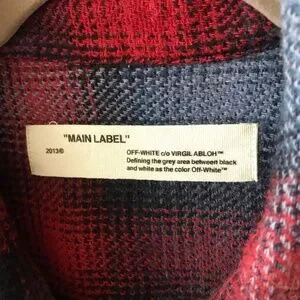 "MAIN LABEL"
2013©
OFF-WHITE c/o VIRGIL ABLOH™
Defining the grey area between black
and white as the color Off-White™